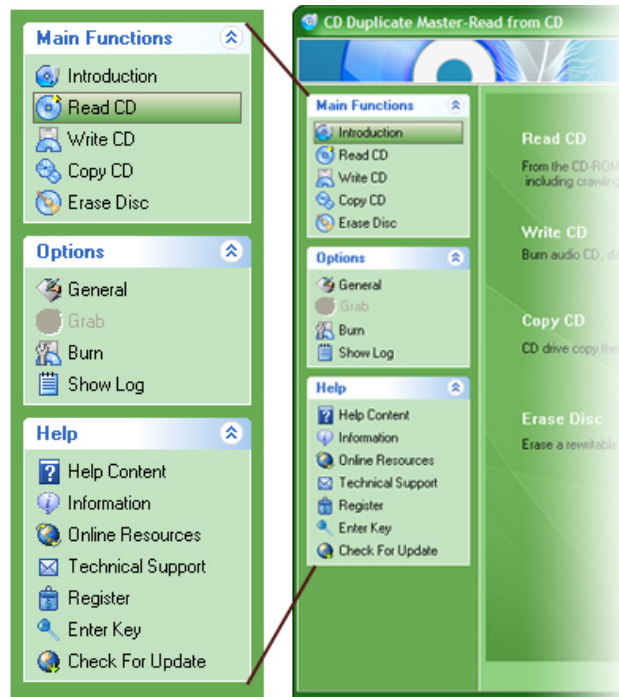 Main Functions
Introduction
Read CD
Write CD
Copy CD
Erase Disc
Options
General
Grab
Burn
Show Log
Help
Help Content
Information
Online Resources
Technical Support
Register
Enter Key
Check For Update
CD Duplicate Master-Read from CD
Main Functions
Introduction
Read CD
Write CD
Copy CD
Erase Disc
Options
General
Grab
Burn
Show Log
Help
Help Content
Information
Online Resources
Technical Support
Register
Enter Key
Check For Update
Read CD
From the CD-ROM
including crawling
Write CD
Burn audio CD, da
Copy CD
CD drive copy the
Erase Disc
Erase a rewritable